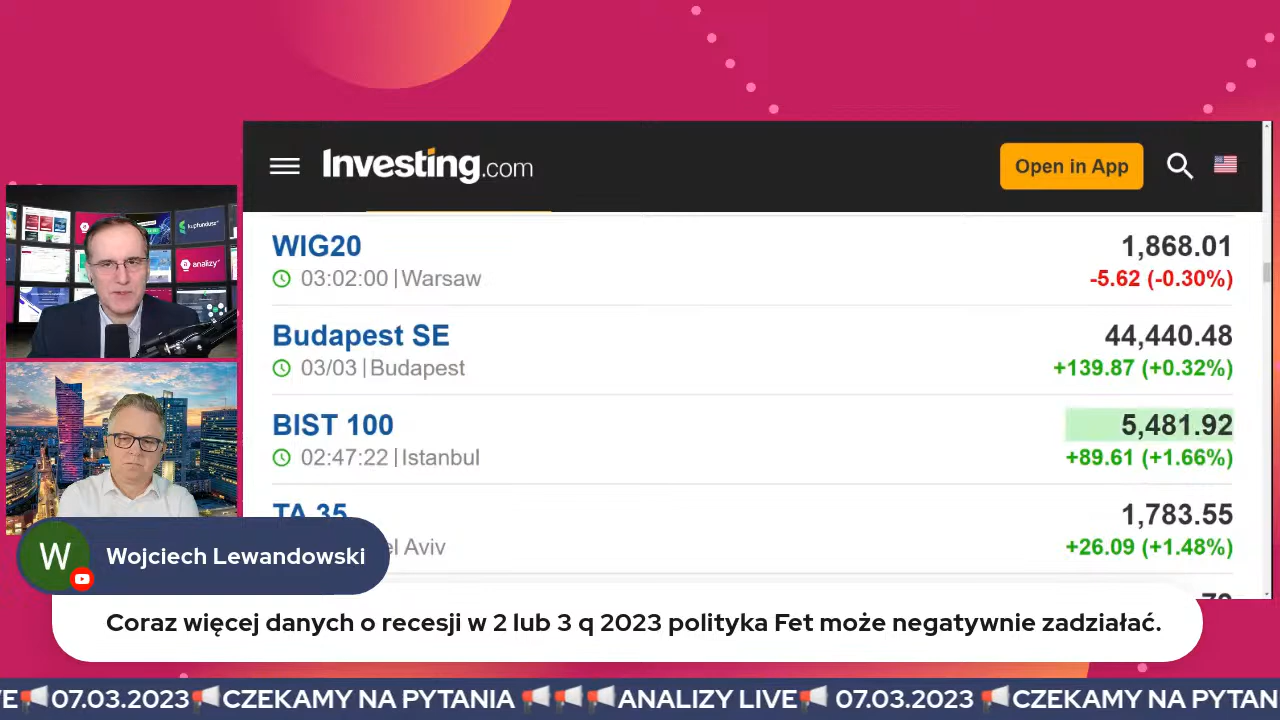 Investing.com
Open in App
WIG20
1,868.01
03:02:00 | Warsaw
-5.62 (-0.30%)
Budapest SE
44,440.48
03/03 | Budapest
+139.87 (+0.32%)
BIST 100
5,481.92
02:47:22 | Istanbul
+89.61 (+1.66%)
TA 35
1,783.55
el Aviv
+26.09 (+1.48%)
kupfundusz
analizy
W
Wojciech Lewandowski
Coraz więcej danych o recesji w 2 lub 3 q 2023 polityka Fet może negatywnie zadziałać.
VE 07.03.2023 CZEKAMY NA PYTANIA ANALIZY LIVE 07.03.2023 CZEKAMY NA PYTAN